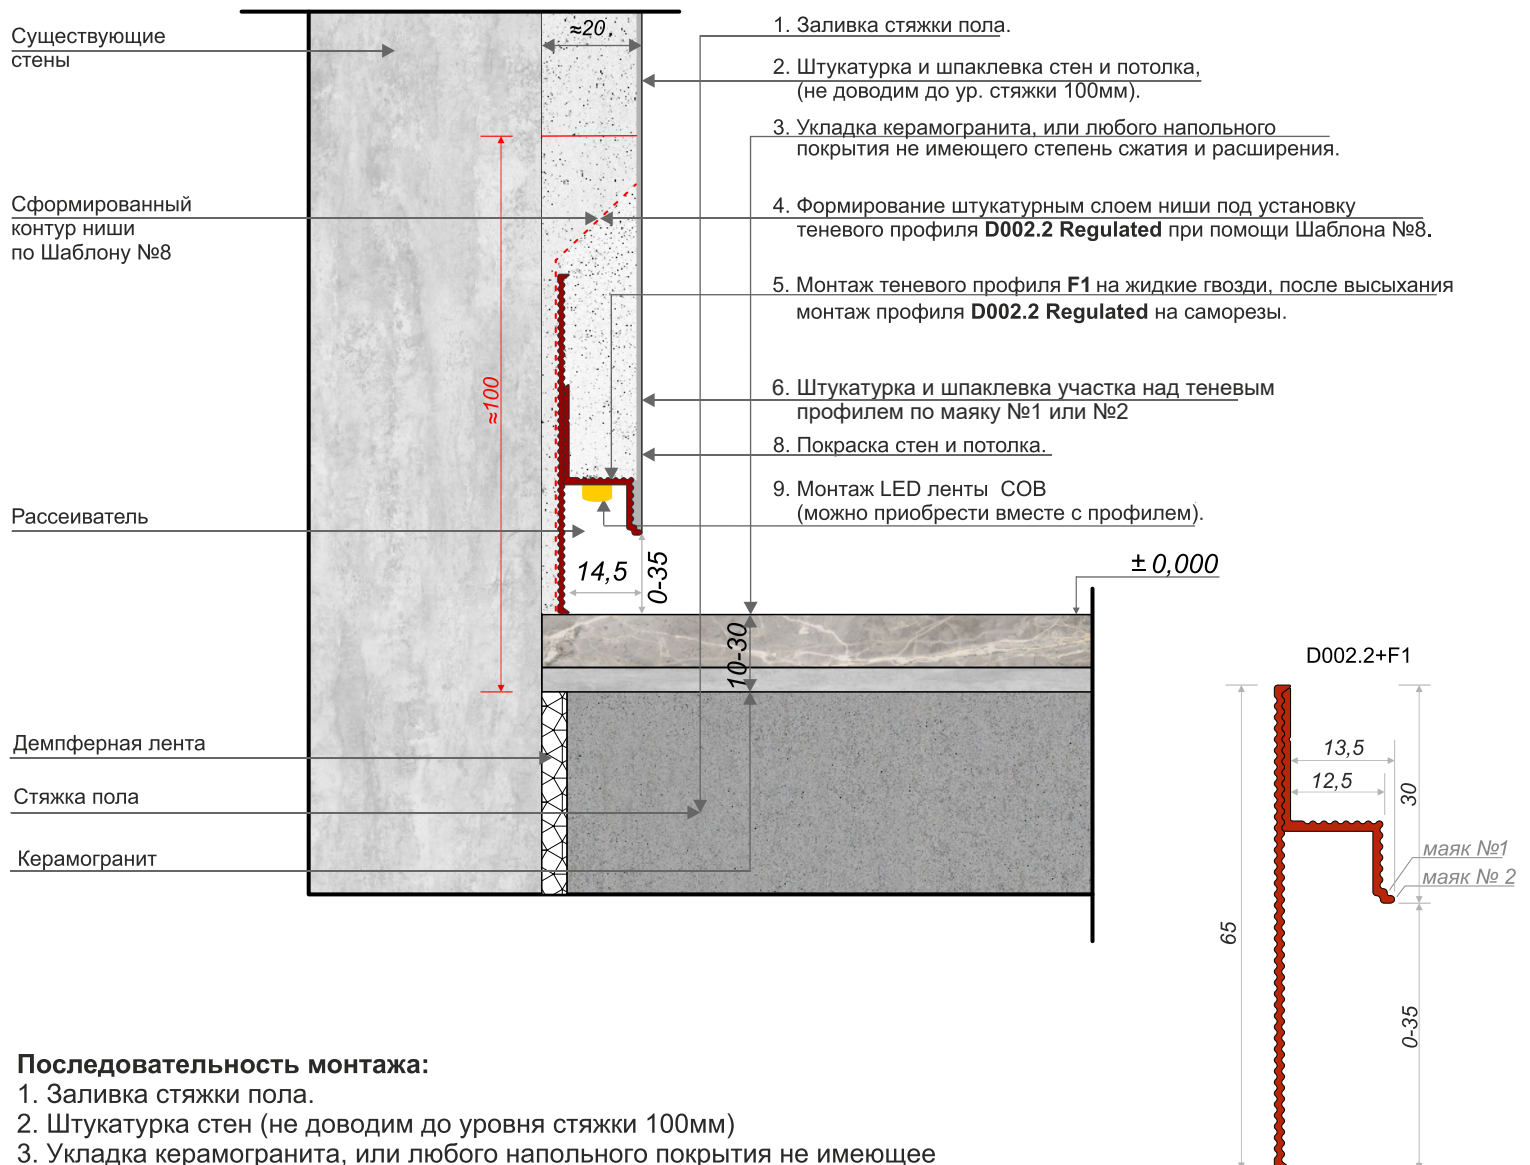 Существующие
стены
≈20.
1. Заливка стяжки пола.
2. Штукатурка и шпаклевка стен и потолка,
(не доводим до ур. стяжки 100мм).
3. Укладка керамогранита, или любого напольного
покрытия не имеющего степень сжатия и расширения.
Сформированный
контур ниши
по Шаблону №8
4. Формирование штукатурным слоем ниши под установку
теневого профиля D002.2 Regulated при помощи Шаблона №8.
5. Монтаж теневого профиля F1 на жидкие гвозди, после высыхания
монтаж профиля D002.2 Regulated на саморезы.
≈100
6. Штукатурка и шпаклевка участка над теневым
профилем по маяку №1 или №2
8. Покраска стен и потолка.
9. Монтаж LED ленты COB
(можно приобрести вместе с профилем).
Рассеиватель
14,5
0-35
± 0,000
10-30
D002.2+F1
Демпферная лента
Стяжка пола
Керамогранит
13,5
12,5
30
маяк №1
маяк № 2
65
0-35
Последовательность монтажа:
1. Заливка стяжки пола.
2. Штукатурка стен (не доводим до уровня стяжки 100мм)
3. Укладка керамогранита, или любого напольного покрытия не имеющее